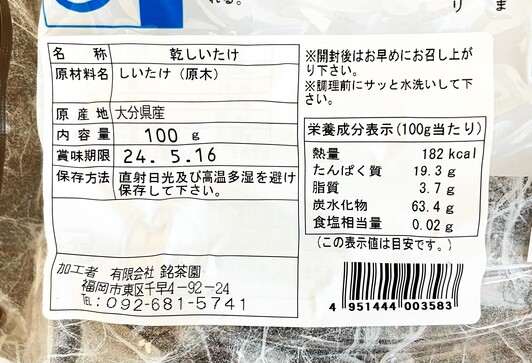 れる。
り
ま
名 称 乾しいたけ
原材料名 しいたけ（原木）
原産地 大分県産
内容量 100 g
賞味期限 24. 5.16
保存方法 直射日光及び高温多湿を避け
保存して下さい。
加工者 有限会社 銘茶園
福岡市東区千早4-92-24
TEL:092-681-5741
※開封後はお早めにお召し上が
り下さい。
※調理前にサッと水洗いして下
さい。
栄養成分表示(100g当たり)
熱量 182 kcal
たんぱく質 19.3 g
脂質 3.7 g
炭水化物 63.4 g
食塩相当量 0.02 g
(この表示値は目安です。)
4 951444 003583